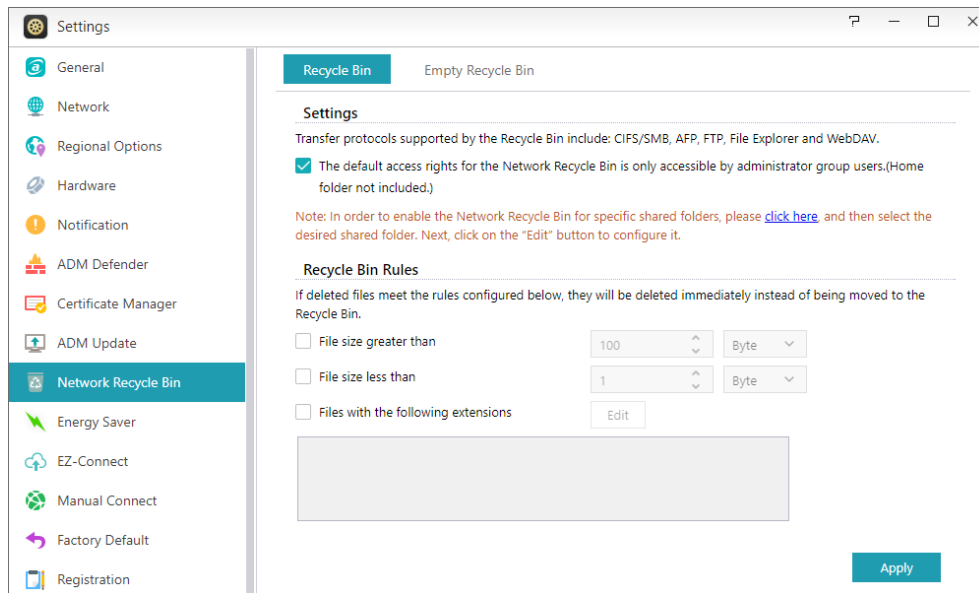 Settings
General
Network
Regional Options
Hardware
Notification
ADM Defender
Certificate Manager
ADM Update
Network Recycle Bin
Energy Saver
EZ-Connect
Manual Connect
Factory Default
Registration
Recycle Bin
Empty Recycle Bin
Settings
Transfer protocols supported by the Recycle Bin include: CIFS/SMB, AFP, FTP, File Explorer and WebDAV.
The default access rights for the Network Recycle Bin is only accessible by administrator group users.(Home
folder not included.)
Note: In order to enable the Network Recycle Bin for specific shared folders, please click here, and then select the
desired shared folder. Next, click on the “Edit” button to configure it.
Recycle Bin Rules
If deleted files meet the rules configured below, they will be deleted immediately instead of being moved to the
Recycle Bin.
File size greater than 100 Byte
File size less than 1 Byte
Files with the following extensions Edit
Apply